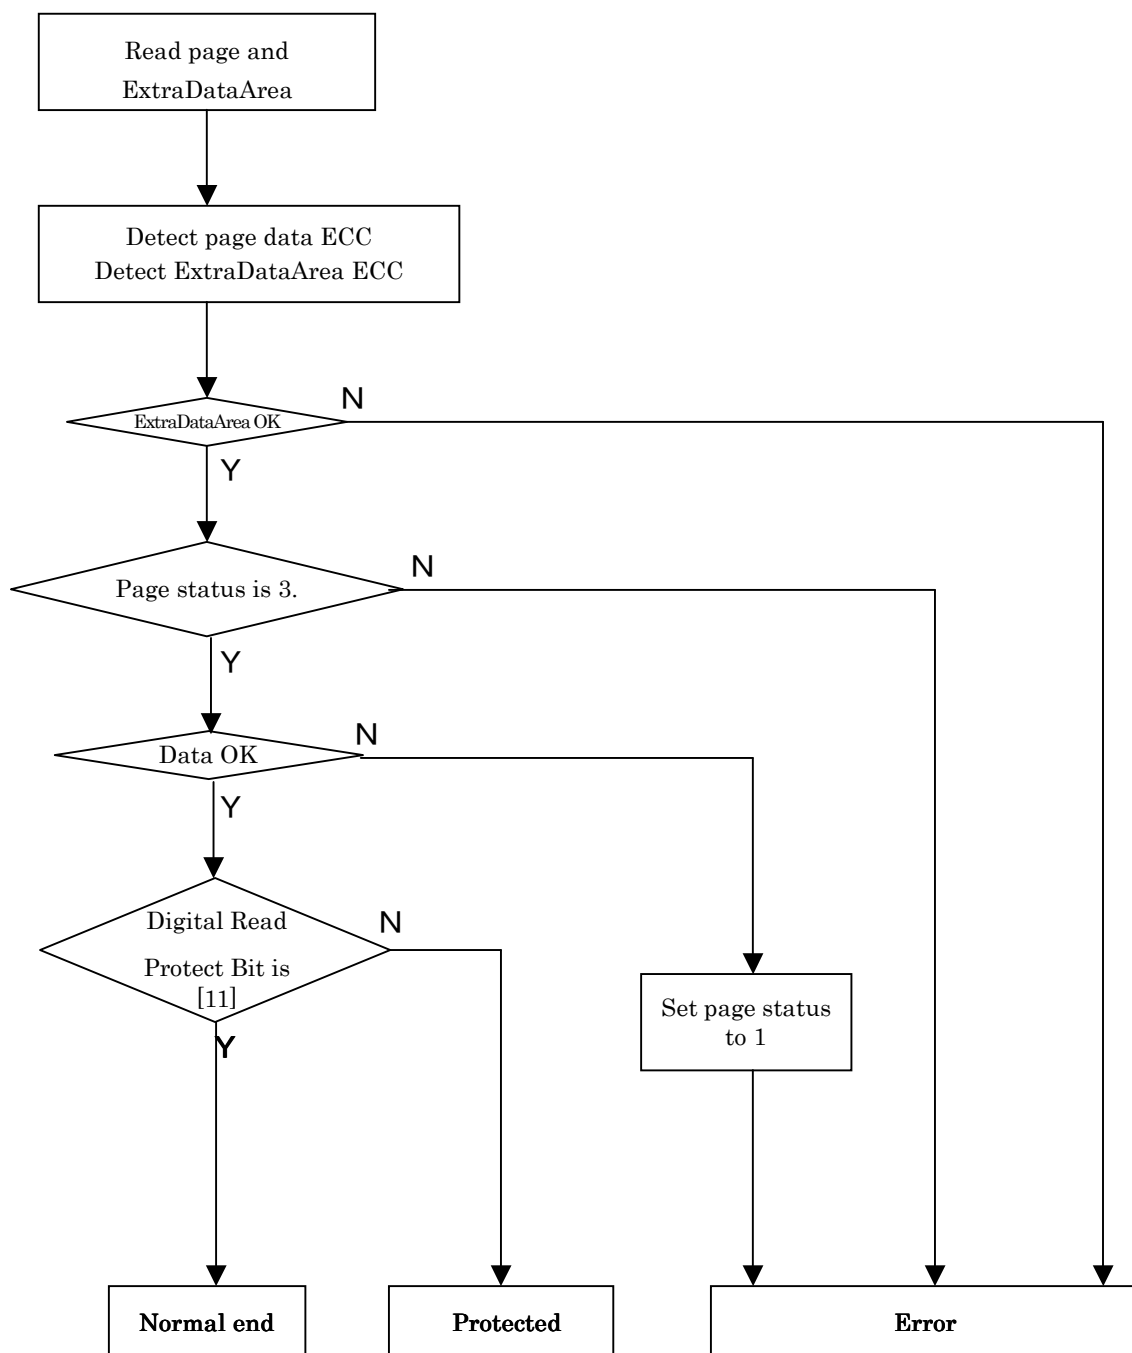 Read page and
ExtraDataArea
Detect page data ECC
Detect ExtraDataArea ECC
N
ExtraDataArea OK
Y
N
Page status is 3.
Y
N
Data OK
Y
Digital Read
N
Protect Bit is
[11]
Set page status
to 1
Y
Normal end
Protected
Error